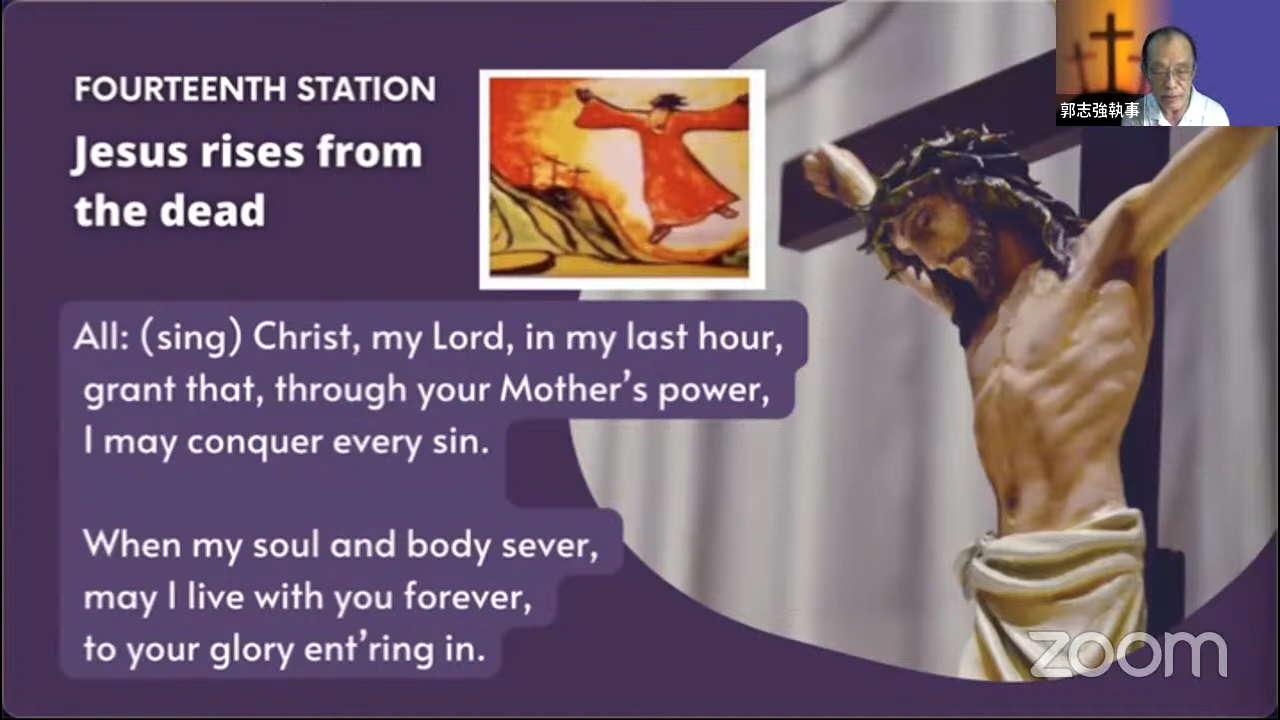 FOURTEENTH STATION
Jesus rises from
the dead
All: (sing) Christ, my Lord, in my last hour,
grant that, through your Mother’s power,
I may conquer every sin.
When my soul and body sever,
may I live with you forever,
to your glory ent’ring in.
郭志強執事
zoom